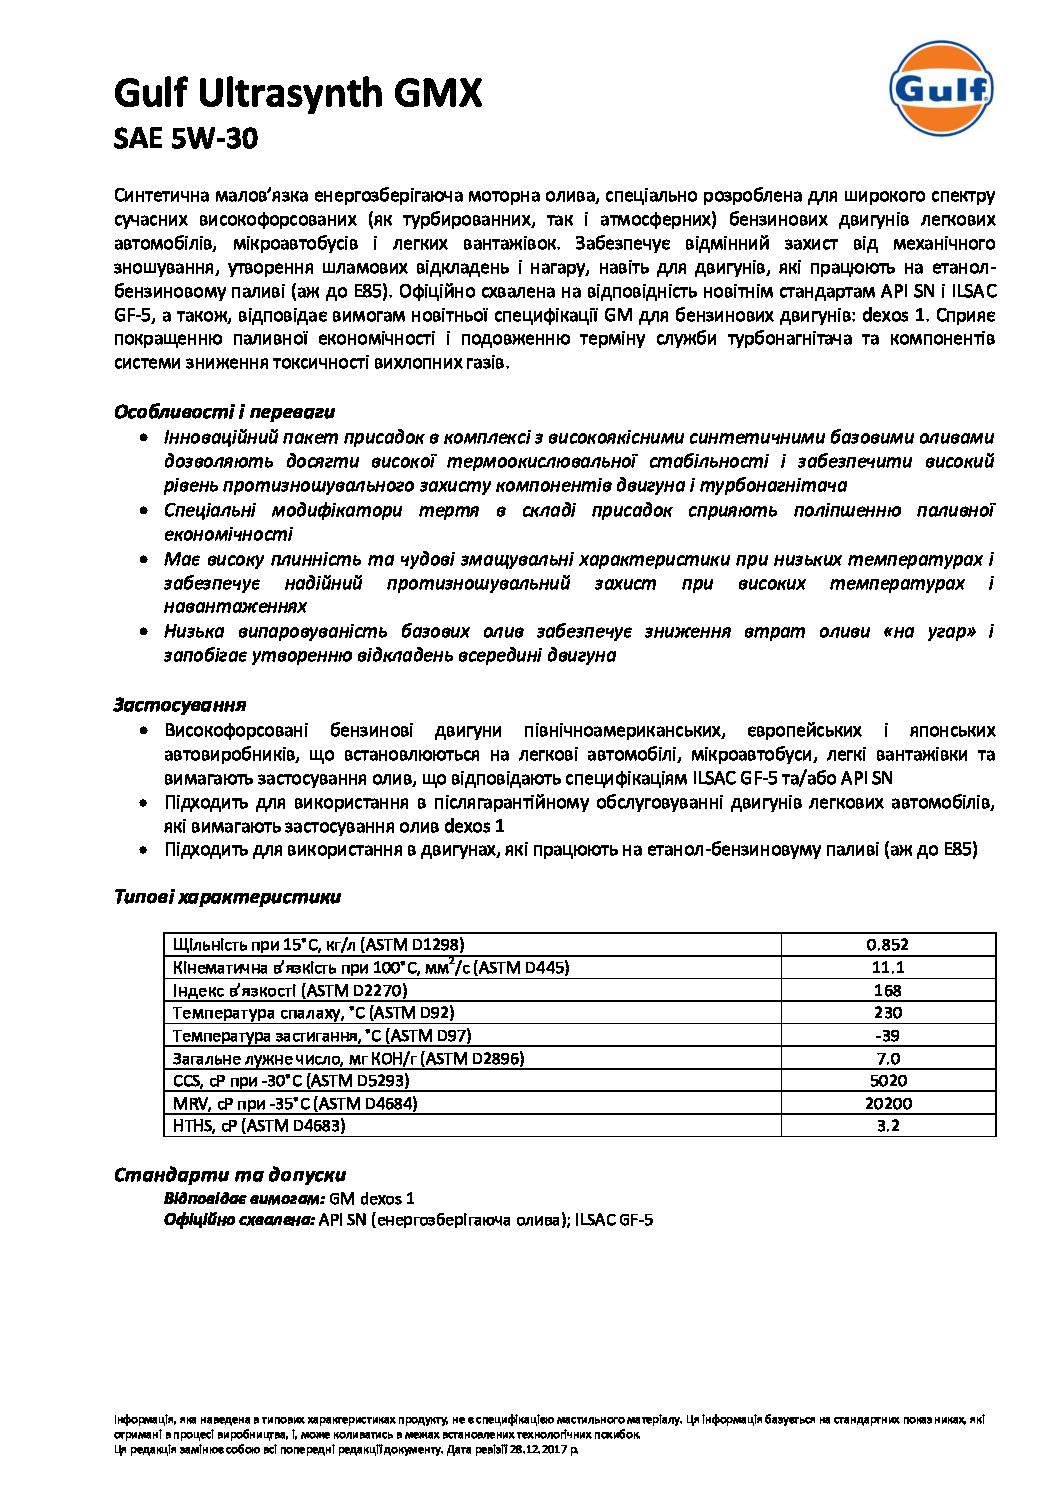 Gulf Ultrasynth GMX
SAE 5W-30
Gulf
Синтетична малов’язка енергозберігаюча моторна олива, спеціально розроблена для широкого спектру
сучасних високофорсованих (як турбированних, так і атмосферних) бензинових двигунів легкових
автомобілів, мікроавтобусів і легких вантажівок. Забезпечує відмінний захист від механічного
зношування, утворення шламових відкладень і нагару, навіть для двигунів, які працюють на етанол-
бензиновому паливі (аж до Е85). Офіційно схвалена на відповідність новітнім стандартам API SN і ILSAC
GF-5, а також, відповідає вимогам новітньої специфікації GM для бензинових двигунів: dexos 1. Сприяє
покращенню паливної економічності і подовженню терміну служби турбонагнітача та компонентів
системи зниження токсичності вихлопних газів.
Особливості і переваги
• Інноваційний пакет присадок в комплексі з високоякісними синтетичними базовими оливами
дозволяють досягти високої термоокислювальної стабільності і забезпечити високий
рівень протизношувального захисту компонентів двигуна і турбонагнітача
• Спеціальні модифікатори тертя в складі присадок сприяють поліпшенню паливної
економічності
• Має високу плинність та чудові змащувальні характеристики при низьких температурах і
забезпечує надійний протизношувальний захист при високих температурах і
навантаженнях
• Низька випаровуваність базових олив забезпечує зниження втрат оливи «на угар» і
запобігає утворенню відкладень всередині двигуна
Застосування
• Високофорсовані бензинові двигуни північноамериканських, європейських і японських
автовиробників, що встановлюються на легкові автомобілі, мікроавтобуси, легкі вантажівки та
вимагають застосування олив, що відповідають специфікаціям ILSAC GF-5 та/або API SN
• Підходить для використання в післягарантійному обслуговуванні двигунів легкових автомобілів,
які вимагають застосування олив dexos 1
• Підходить для використання в двигунах, які працюють на етанол-бензиновуму паливі (аж до Е85)
Типові характеристики
Щільність при 15°С, кг/л (ASTM D1298) 0.852
Кінематична в’язкість при 100°С, мм²/с (ASTM D445) 11.1
Індекс в’язкості (ASTM D2270) 168
Температура спалаху, °С (ASTM D92) 230
Температура застигання, °С (ASTM D97) -39
Загальне лужне число, мг КОН/г (ASTM D2896) 7.0
CCS, сР при -30°С (ASTM D5293) 5020
MRV, сР при -35°С (ASTM D4684) 20200
HTHS, сР (ASTM D4683) 3.2
Стандарти та допуски
Відповідає вимогам: GM dexos 1
Офіційно схвалена: API SN (енергозберігаюча олива); ILSAC GF-5
Інформація, яка наведена в типових характеристиках продукту, не є специфікацією мастильного матеріалу. Ця інформація базується на стандартних показниках, які
отримані в процесі виробництва, і, може коливатись в межах встановлених технологічних похибок.
Ця редакція замінює собою всі попередні редакції документу. Дата ревізії 28.12.2017 р.